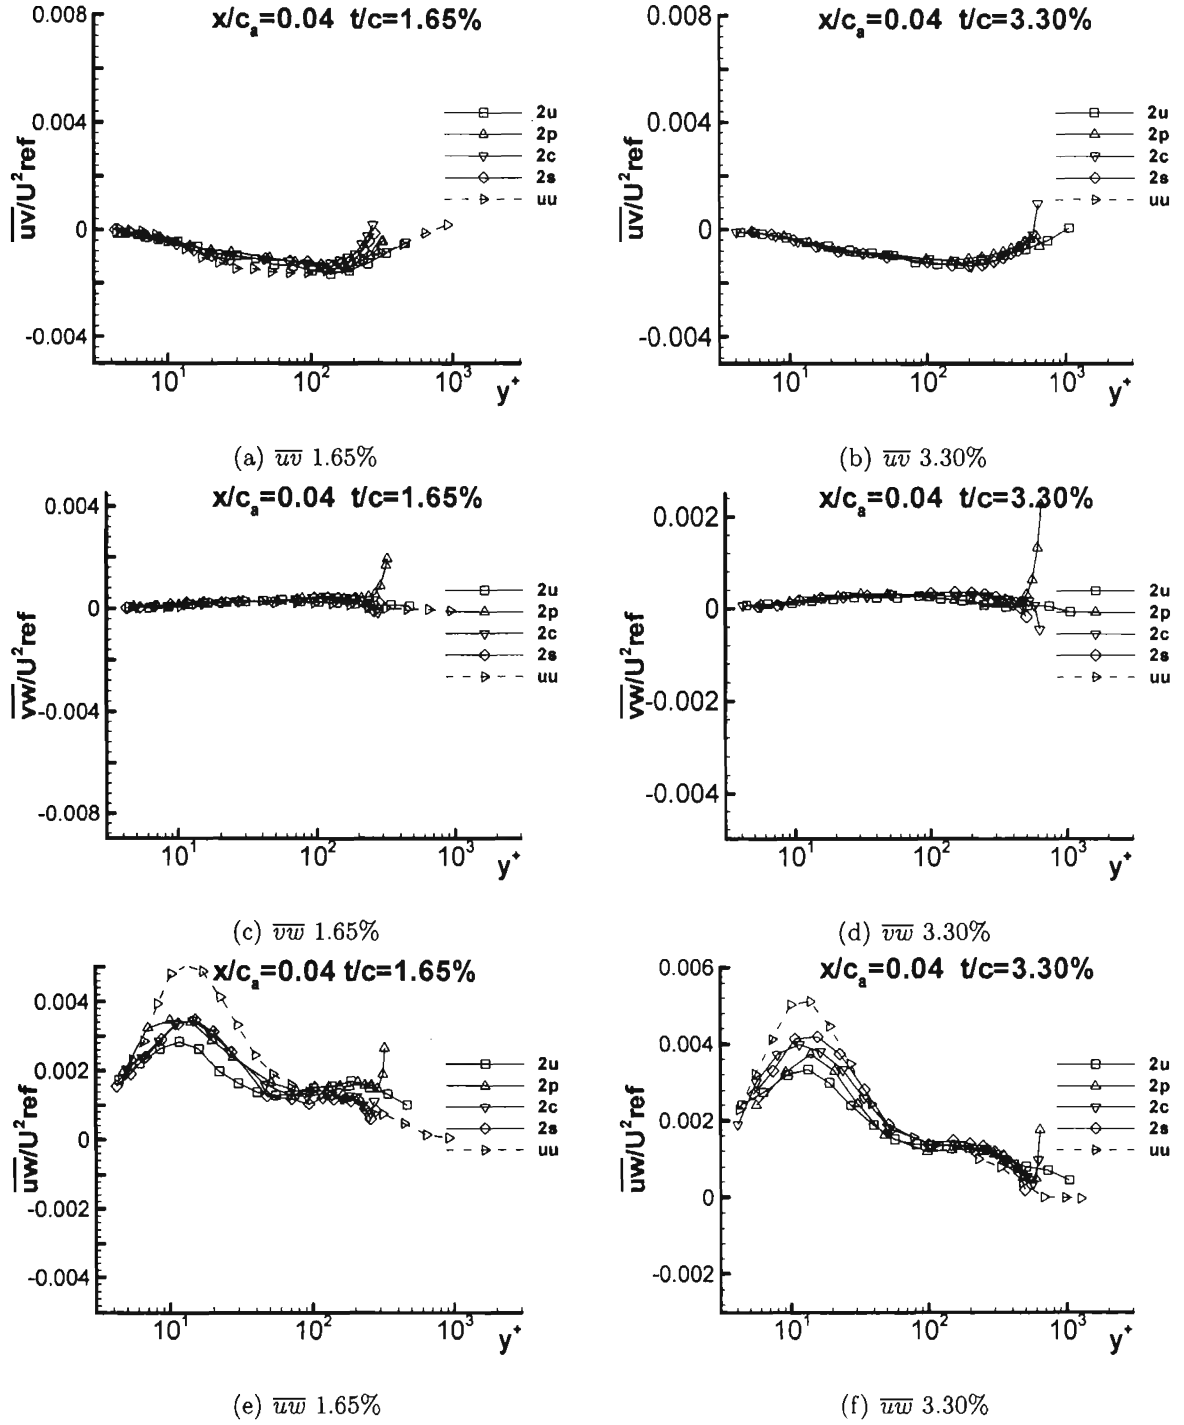 x/cₐ=0.04 t/c=1.65%
0.008
0.004
0
-0.004
uv/U²ref
2u
2p
2c
2s
uu
10¹ 10² 10³ y⁺
(a) uv 1.65%
x/cₐ=0.04 t/c=3.30%
0.008
0.004
0
-0.004
uv/U²ref
2u
2p
2c
2s
uu
10¹ 10² 10³ y⁺
(b) uv 3.30%
x/cₐ=0.04 t/c=1.65%
0.004
0
-0.004
-0.008
vw/U²ref
2u
2p
2c
2s
uu
10¹ 10² 10³ y⁺
(c) vw 1.65%
x/cₐ=0.04 t/c=3.30%
0.002
0
-0.002
-0.004
vw/U²ref
2u
2p
2c
2s
uu
10¹ 10² 10³ y⁺
(d) vw 3.30%
x/cₐ=0.04 t/c=1.65%
0.004
0.002
0
-0.002
-0.004
uw/U²ref
2u
2p
2c
2s
uu
10¹ 10² 10³ y⁺
(e) uw 1.65%
x/cₐ=0.04 t/c=3.30%
0.006
0.004
0.002
0
-0.002
uw/U²ref
2u
2p
2c
2s
uu
10¹ 10² 10³ y⁺
(f) uw 3.30%